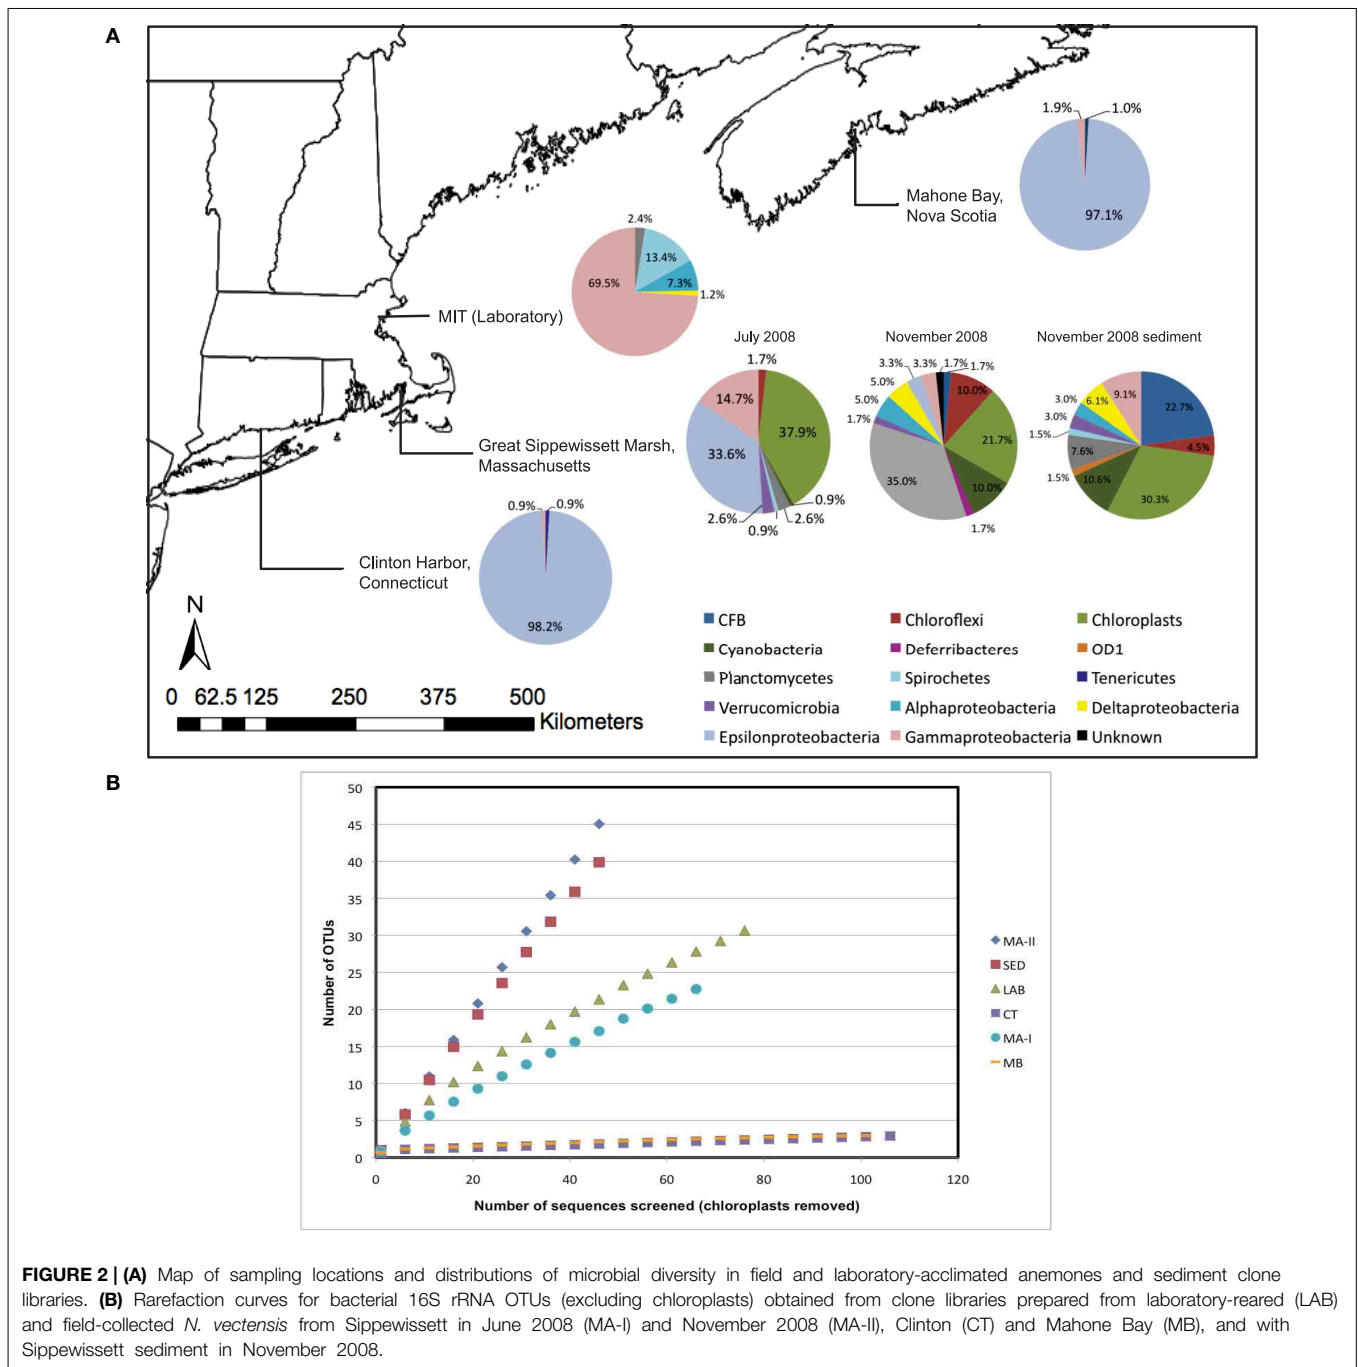 A
1.9%
1.0%
97.1%
Mahone Bay,
Nova Scotia
2.4%
13.4%
69.5%
7.3%
1.2%
MIT (Laboratory)
July 2008
1.7%
14.7%
37.9%
33.6%
0.9%
2.6%
2.6%
0.9%
November 2008
3.3%
3.3%
1.7%
1.7%
5.0%
10.0%
5.0%
1.7%
21.7%
35.0%
10.0%
1.7%
November 2008 sediment
9.1%
22.7%
6.1%
3.0%
3.0%
1.5%
4.5%
7.6%
1.5%
10.6%
30.3%
Great Sippewissett Marsh,
Massachusetts
0.9%
0.9%
Clinton Harbor,
Connecticut
98.2%
N
0 62.5 125 250 375 500
Kilometers
CFB Chloroflexi Chloroplasts
Cyanobacteria Deferribacteres OD1
Planctomycetes Spirochetes Tenericutes
Verrucomicrobia Alphaproteobacteria Deltaproteobacteria
Epsilonproteobacteria Gammaproteobacteria Unknown
B
50
45
40
35
30
25
20
15
10
5
0
Number of OTUs
0 20 40 60 80 100 120
Number of sequences screened (chloroplasts removed)
MA-II
SED
LAB
CT
MA-I
MB
FIGURE 2 | (A) Map of sampling locations and distributions of microbial diversity in field and laboratory-acclimated anemones and sediment clone
libraries. (B) Rarefaction curves for bacterial 16S rRNA OTUs (excluding chloroplasts) obtained from clone libraries prepared from laboratory-reared (LAB)
and field-collected N. vectensis from Sippewissett in June 2008 (MA-I) and November 2008 (MA-II), Clinton (CT) and Mahone Bay (MB), and with
Sippewissett sediment in November 2008.